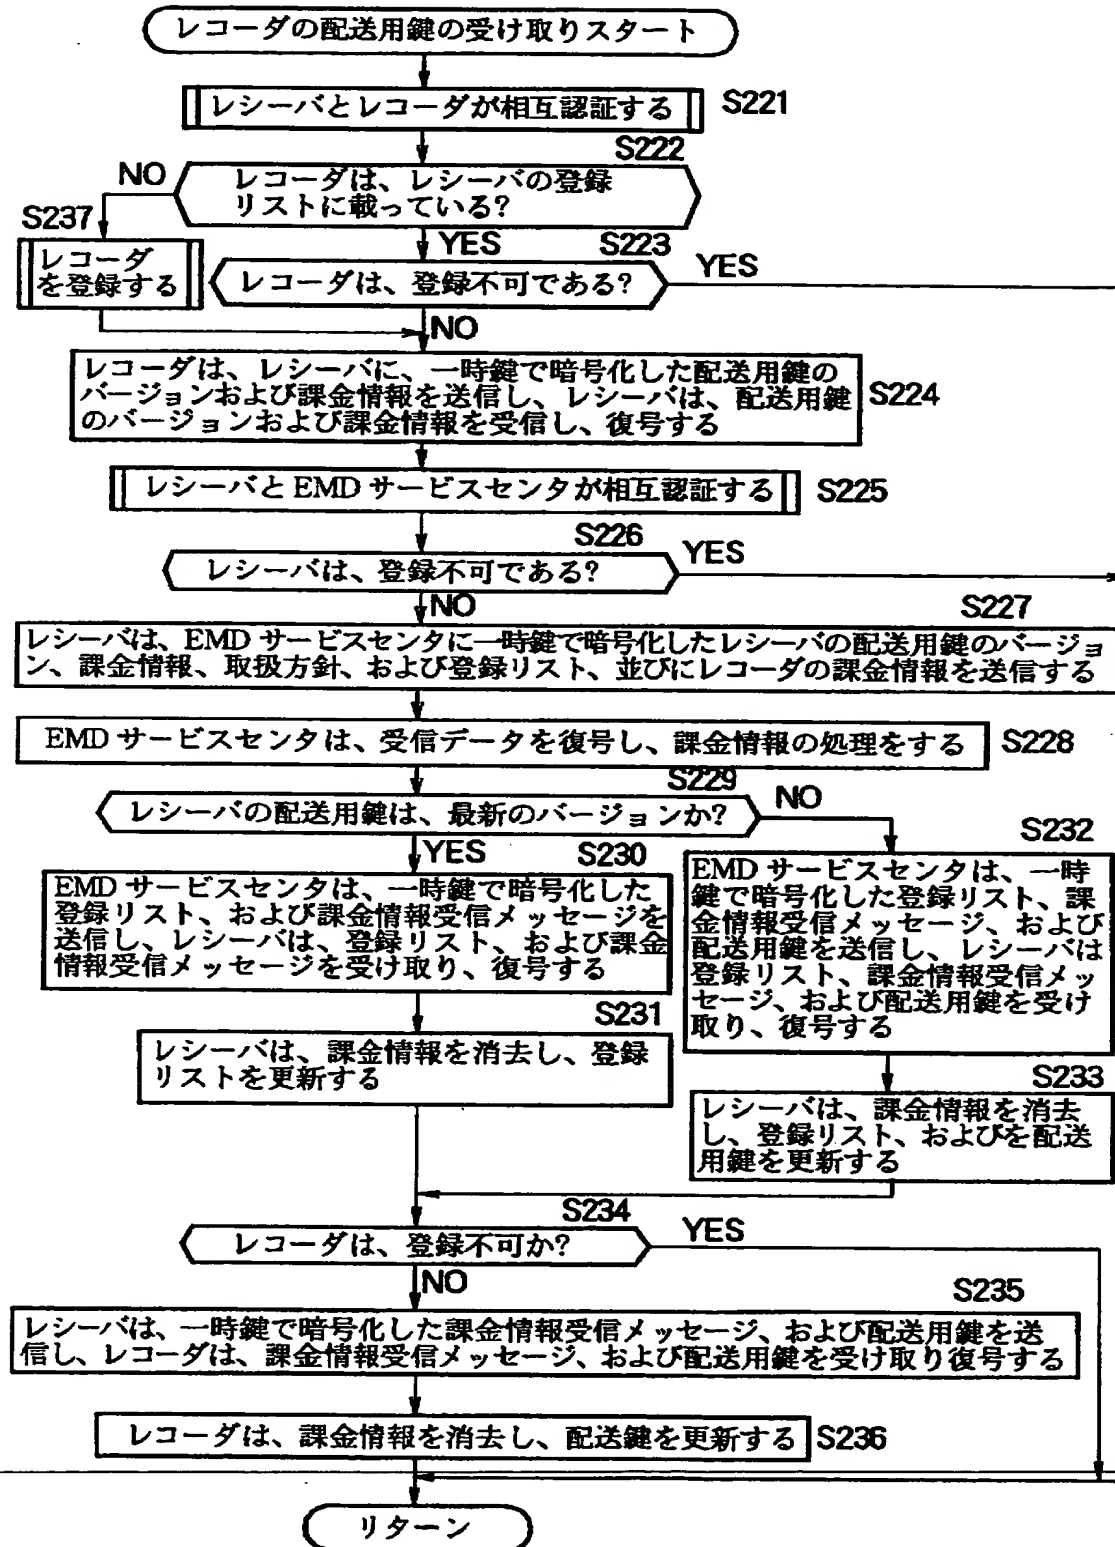 レコーダの配送用鍵の受け取りスタート
レシーバとレコーダが相互認証する
S221
S222
NO
レコーダは、レシーバの登録
リストに載っている?
S237
YES
S223
レコーダ
を登録する
レコーダは、登録不可である?
YES
NO
レコーダは、レシーバに、一時鍵で暗号化した配送用鍵の
バージョンおよび課金情報を送信し、レシーバは、配送用鍵
のバージョンおよび課金情報を受信し、復号する
S224
レシーバとEMDサービスセンタが相互認証する
S225
S226
レシーバは、登録不可である?
YES
NO
S227
レシーバは、EMDサービスセンタに一時鍵で暗号化したレシーバの配送用鍵のバージョ
ン、課金情報、取扱方針、および登録リスト、並びにレコーダの課金情報を送信する
EMDサービスセンタは、受信データを復号し、課金情報の処理をする
S228
S229
レシーバの配送用鍵は、最新のバージョンか?
NO
YES
S230
EMDサービスセンタは、一時鍵で暗号化した
登録リスト、および課金情報受信メッセージを
送信し、レシーバは、登録リスト、および課金
情報受信メッセージを受け取り、復号する
S232
EMDサービスセンタは、一時
鍵で暗号化した登録リスト、課
金情報受信メッセージ、および
配送用鍵を送信し、レシーバは
登録リスト、課金情報受信メッ
セージ、および配送用鍵を受け
取り、復号する
S231
レシーバは、課金情報を消去し、登録
リストを更新する
S233
レシーバは、課金情報を消去
し、登録リスト、およびを配送
用鍵を更新する
S234
レコーダは、登録不可か?
YES
NO
S235
レシーバは、一時鍵で暗号化した課金情報受信メッセージ、および配送用鍵を送
信し、レコーダは、課金情報受信メッセージ、および配送用鍵を受け取り復号する
レコーダは、課金情報を消去し、配送鍵を更新する
S236
リターン